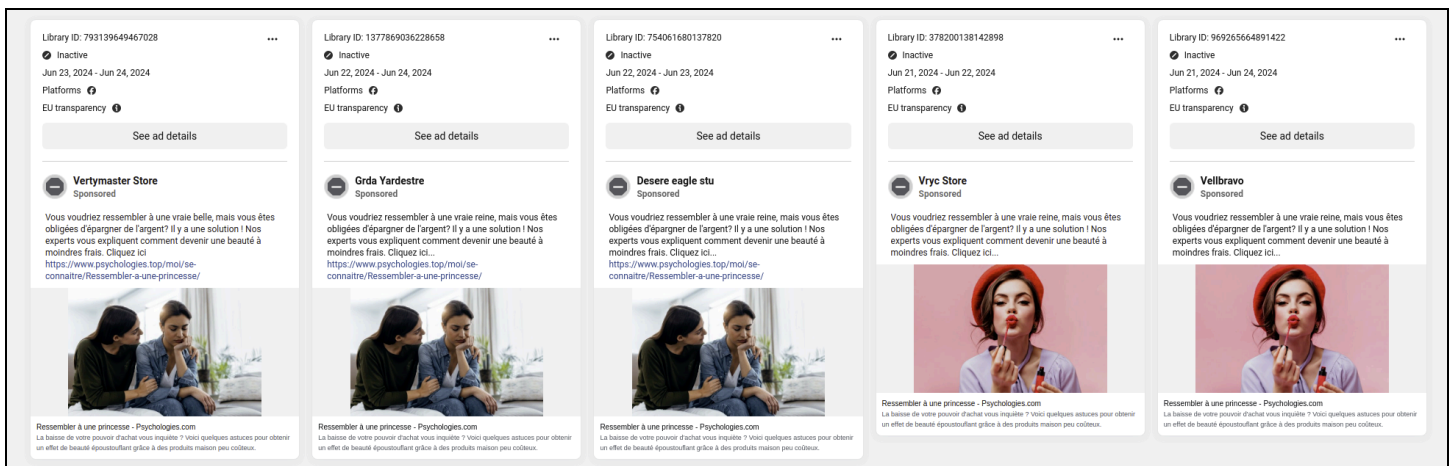 Library ID: 793139649467028
Inactive
Jun 23, 2024 - Jun 24, 2024
Platforms
EU transparency
See ad details
Vertymaster Store
Sponsored
Vous voudriez ressembler à une vraie belle, mais vous êtes
obligées d'épargner de l'argent? Il y a une solution ! Nos
experts vous expliquent comment devenir une beauté à
moindres frais. Cliquez ici
https://www.psychologies.top/moi/se-
connaitre/Ressembler-a-une-princesse/
Ressembler à une princesse - Psychologies.com
La baisse de votre pouvoir d'achat vous inquiète ? Voici quelques astuces pour obtenir
un effet de beauté époustouflant grâce à des produits maison peu coûteux.
Library ID: 1377869036228658
Inactive
Jun 22, 2024 - Jun 24, 2024
Platforms
EU transparency
See ad details
Grda Yardestre
Sponsored
Vous voudriez ressembler à une vraie reine, mais vous êtes
obligées d'épargner de l'argent? Il y a une solution ! Nos
experts vous expliquent comment devenir une beauté à
moindres frais. Cliquez ici...
https://www.psychologies.top/moi/se-
connaitre/Ressembler-a-une-princesse/
Ressembler à une princesse - Psychologies.com
La baisse de votre pouvoir d'achat vous inquiète ? Voici quelques astuces pour obtenir
un effet de beauté époustouflant grâce à des produits maison peu coûteux.
Library ID: 754061680137820
Inactive
Jun 22, 2024 - Jun 23, 2024
Platforms
EU transparency
See ad details
Desere eagle stu
Sponsored
Vous voudriez ressembler à une vraie reine, mais vous êtes
obligées d'épargner de l'argent? Il y a une solution ! Nos
experts vous expliquent comment devenir une beauté à
moindres frais. Cliquez ici...
https://www.psychologies.top/moi/se-
connaitre/Ressembler-a-une-princesse/
Ressembler à une princesse - Psychologies.com
La baisse de votre pouvoir d'achat vous inquiète ? Voici quelques astuces pour obtenir
un effet de beauté époustouflant grâce à des produits maison peu coûteux.
Library ID: 378200138142898
Inactive
Jun 21, 2024 - Jun 22, 2024
Platforms
EU transparency
See ad details
Vryc Store
Sponsored
Vous voudriez ressembler à une vraie reine, mais vous êtes
obligées d'épargner de l'argent? Il y a une solution ! Nos
experts vous expliquent comment devenir une beauté à
moindres frais. Cliquez ici...
Ressembler à une princesse - Psychologies.com
La baisse de votre pouvoir d'achat vous inquiète ? Voici quelques astuces pour obtenir
un effet de beauté époustouflant grâce à des produits maison peu coûteux.
Library ID: 969265664891422
Inactive
Jun 21, 2024 - Jun 24, 2024
Platforms
EU transparency
See ad details
Vellbravo
Sponsored
Vous voudriez ressembler à une vraie reine, mais vous êtes
obligées d'épargner de l'argent? Il y a une solution ! Nos
experts vous expliquent comment devenir une beauté à
moindres frais. Cliquez ici...
Ressembler à une princesse - Psychologies.com
La baisse de votre pouvoir d'achat vous inquiète ? Voici quelques astuces pour obtenir
un effet de beauté époustouflant grâce à des produits maison peu coûteux.